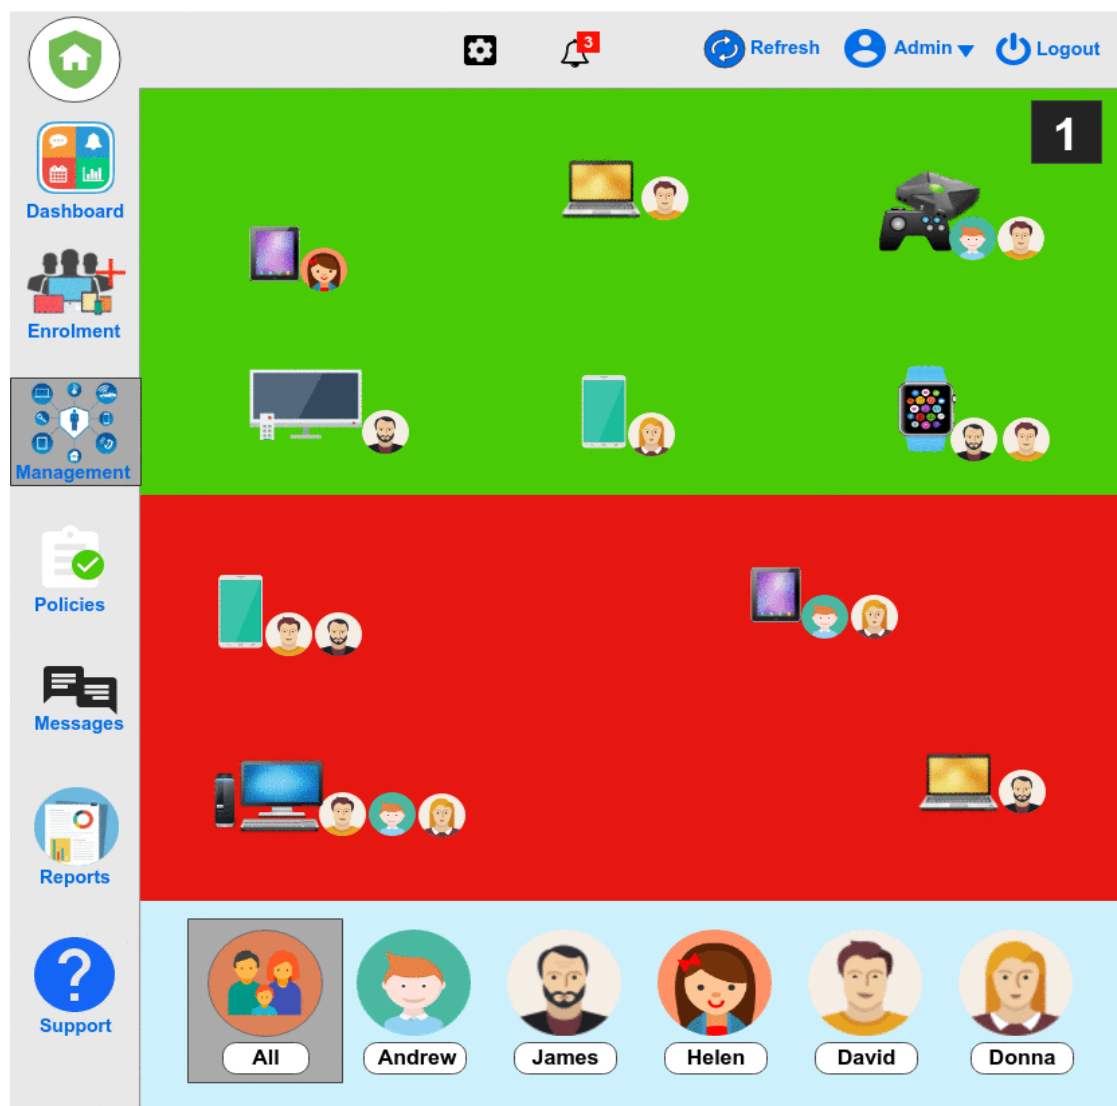 3
Refresh
Admin
Logout
1
Dashboard
Enrolment
Management
Policies
Messages
Reports
Support
All
Andrew
James
Helen
David
Donna